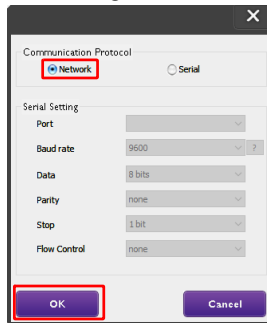 Communication Protocol
Network Serial
Serial Setting
Port
Baud rate 9600 ?
Data 8 bits
Parity none
Stop 1 bit
Flow Control none
OK Cancel